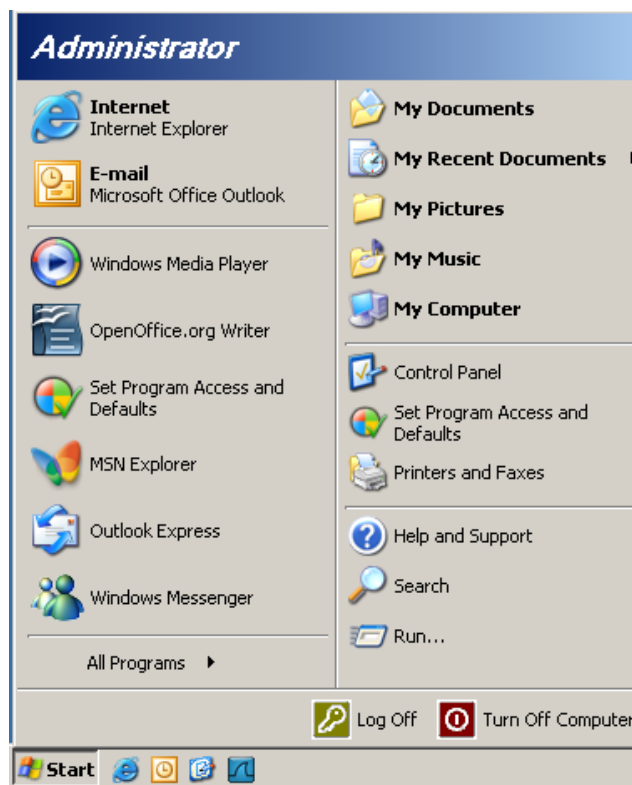 Administrator
Internet
Internet Explorer
E-mail
Microsoft Office Outlook
Windows Media Player
OpenOffice.org Writer
Set Program Access and
Defaults
MSN Explorer
Outlook Express
Windows Messenger
All Programs
My Documents
My Recent Documents
My Pictures
My Music
My Computer
Control Panel
Set Program Access and
Defaults
Printers and Faxes
Help and Support
Search
Run...
Log Off
Turn Off Computer
Start